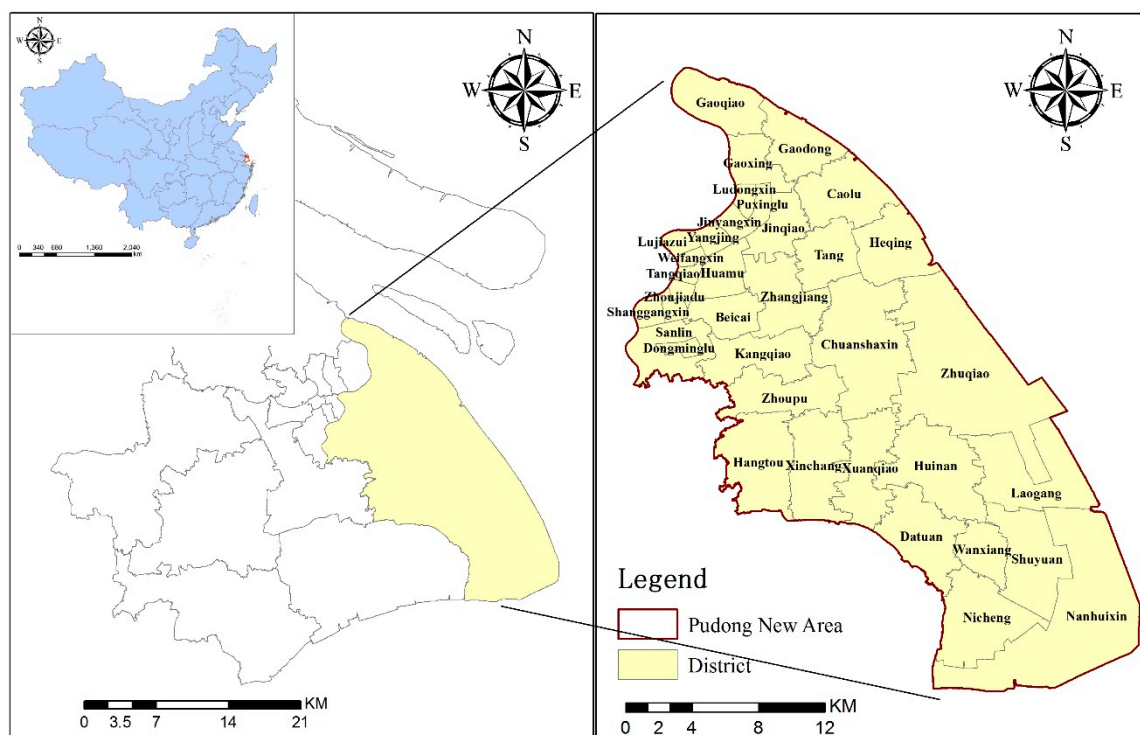 N
W E
S
0 340 680 1,360 2,040
km
N
W E
S
0 3.5 7 14 21
KM
N
W E
S
Gaoqiao
Gaodong
Gaoxing
Ludongxin
Caolu
Puxinglu
Jinyangxin
Jinqiao
Yangjing
Lujiazui
Heqing
Tang
Weifangxin
Tangqiao
Huamu
Zhoujiadu
Zhangjiang
Shanggangxin
Beicai
Sanlin
Chuanshaxin
Dongminglu
Kangqiao
Zhuqiao
Zhoupu
Hangtou
Xinchang
Xuanqiao
Huinan
Laogang
Datuan
Wanxiang
Shuyuan
Nicheng
Nanhuixin
Legend
Pudong New Area
District
0 2 4 8 12
KM